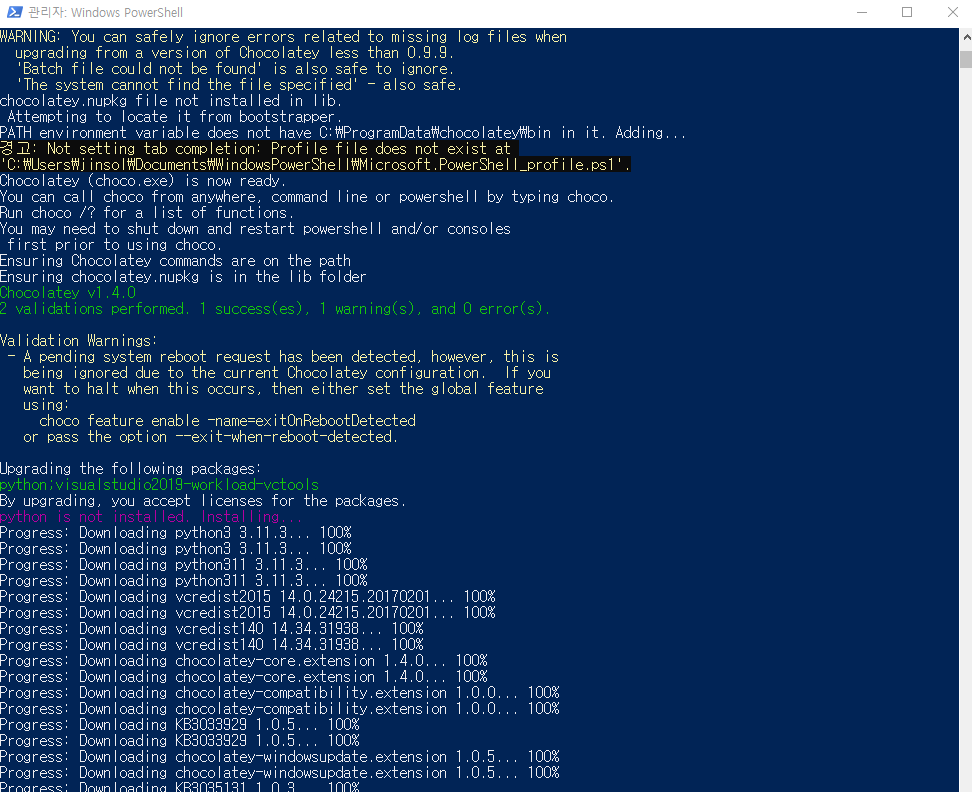 관리자: Windows PowerShell
WARNING: You can safely ignore errors related to missing log files when
  upgrading from a version of Chocolatey less than 0.9.9.
  'Batch file could not be found' is also safe to ignore.
  'The system cannot find the file specified' - also safe.
chocolatey.nupkg file not installed in lib.
 Attempting to locate it from bootstrapper.
PATH environment variable does not have C:₩ProgramData₩chocolatey₩bin in it. Adding...
경고: Not setting tab completion: Profile file does not exist at
'C:₩Users₩jinsol₩Documents₩WindowsPowerShell₩Microsoft.PowerShell_profile.ps1'.
Chocolatey (choco.exe) is now ready.
You can call choco from anywhere, command line or powershell by typing choco.
Run choco /? for a list of functions.
You may need to shut down and restart powershell and/or consoles
 first prior to using choco.
Ensuring Chocolatey commands are on the path
Ensuring chocolatey.nupkg is in the lib folder
Chocolatey v1.4.0
2 validations performed. 1 success(es), 1 warning(s), and 0 error(s).
Validation Warnings:
 - A pending system reboot request has been detected, however, this is
   being ignored due to the current Chocolatey configuration.  If you
   want to halt when this occurs, then either set the global feature
   using:
     choco feature enable -name=exitOnRebootDetected
   or pass the option --exit-when-reboot-detected.
Upgrading the following packages:
python;visualstudio2019-workload-vctools
By upgrading, you accept licenses for the packages.
python is not installed. Installing...
Progress: Downloading python3 3.11.3... 100%
Progress: Downloading python3 3.11.3... 100%
Progress: Downloading python311 3.11.3... 100%
Progress: Downloading python311 3.11.3... 100%
Progress: Downloading vcredist2015 14.0.24215.20170201... 100%
Progress: Downloading vcredist2015 14.0.24215.20170201... 100%
Progress: Downloading vcredist140 14.34.31938... 100%
Progress: Downloading vcredist140 14.34.31938... 100%
Progress: Downloading chocolatey-core.extension 1.4.0... 100%
Progress: Downloading chocolatey-core.extension 1.4.0... 100%
Progress: Downloading chocolatey-compatibility.extension 1.0.0... 100%
Progress: Downloading chocolatey-compatibility.extension 1.0.0... 100%
Progress: Downloading KB3033929 1.0.5... 100%
Progress: Downloading KB3033929 1.0.5... 100%
Progress: Downloading chocolatey-windowsupdate.extension 1.0.5... 100%
Progress: Downloading chocolatey-windowsupdate.extension 1.0.5... 100%
Progress: Downloading KB3035131 1.0.3... 100%